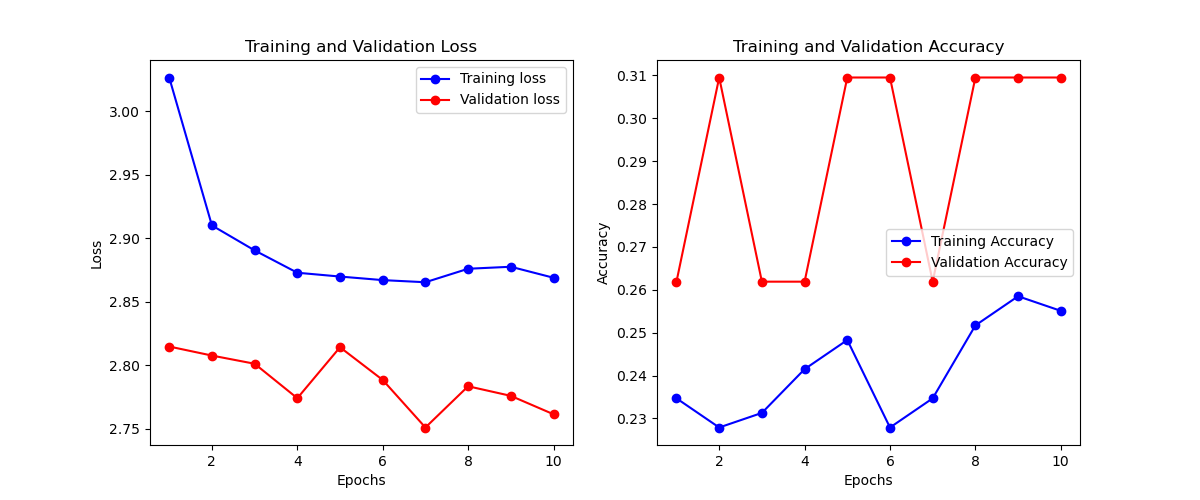 Training and Validation Loss
Training loss
Validation loss
3.00
2.95
2.90
2.85
2.80
2.75
Loss
2 4 6 8 10
Epochs
Training and Validation Accuracy
0.31
0.30
0.29
0.28
0.27
0.26
0.25
0.24
0.23
Accuracy
Training Accuracy
Validation Accuracy
2 4 6 8 10
Epochs